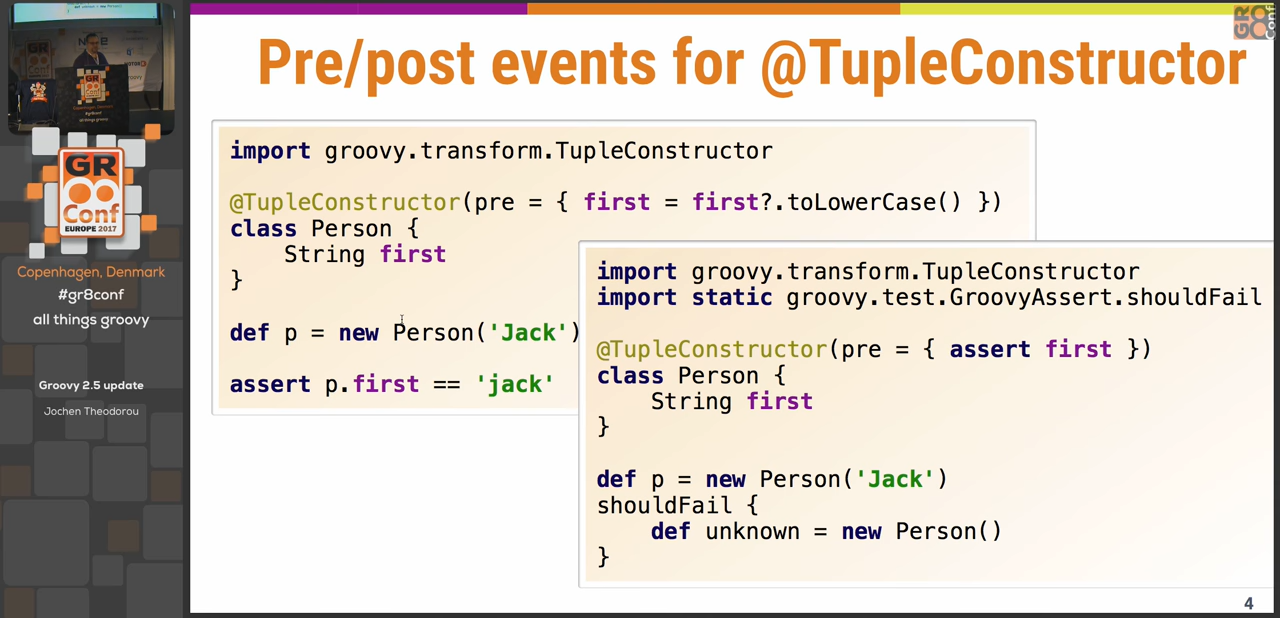 Pre/post events for @TupleConstructor
import groovy.transform.TupleConstructor
@TupleConstructor(pre = { first = first?.toLowerCase() })
class Person {
    String first
}
def p = new Person('Jack')
assert p.first == 'jack'
import groovy.transform.TupleConstructor
import static groovy.test.GroovyAssert.shouldFail
@TupleConstructor(pre = { assert first })
class Person {
    String first
}
def p = new Person('Jack')
shouldFail {
    def unknown = new Person()
}
4
GR
Conf
EUROPE 2017
Copenhagen, Denmark
#gr8conf
all things groovy
Groovy 2.5 update
Jochen Theodorou